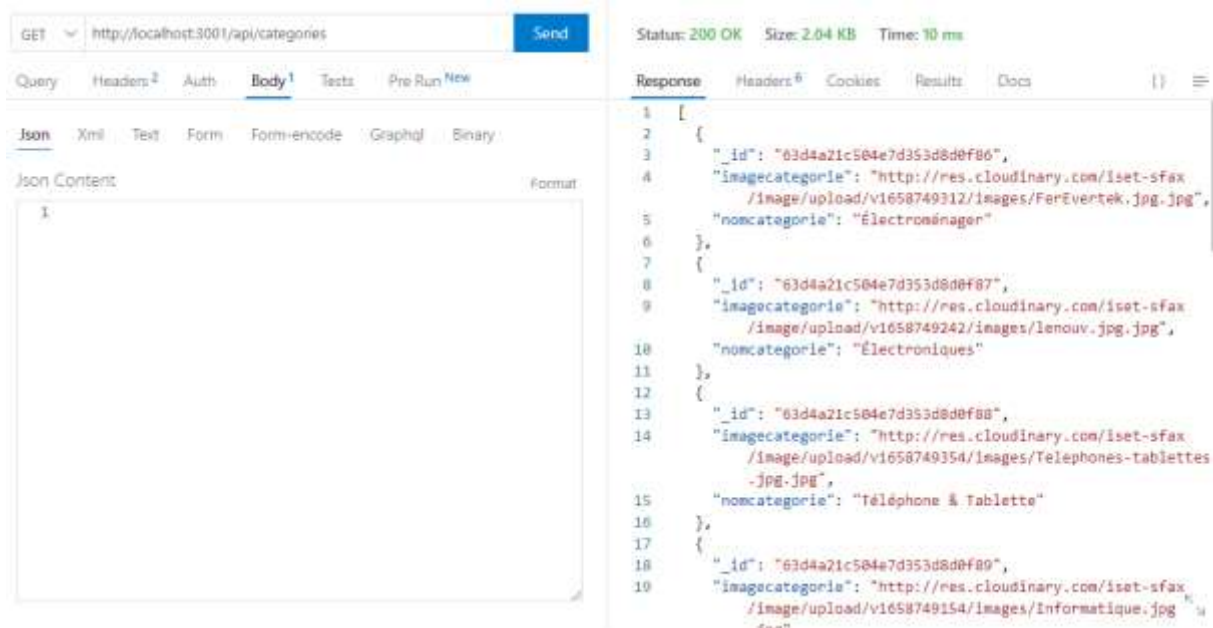 GET http://localhost:3001/api/categories Send
Query Headers 2 Auth Body 1 Tests Pre Run New
Json Xml Text Form Form-encode Graphql Binary
Json Content Format
1
Status: 200 OK Size: 2.04 KB Time: 10 ms
Response Headers 6 Cookies Results Docs {}
1 [
2 {
3 "_id": "63d4a21c504e7d353d8d0f86",
4 "imagecategorie": "http://res.cloudinary.com/iset-sfax
/image/upload/v1658749312/images/FerEvertek.jpg.jpg",
5 "nomcategorie": "Électroménager"
6 },
7 {
8 "_id": "63d4a21c504e7d353d8d0f87",
9 "imagecategorie": "http://res.cloudinary.com/iset-sfax
/image/upload/v1658749242/images/lenouv.jpg.jpg",
10 "nomcategorie": "Électroniques"
11 },
12 {
13 "_id": "63d4a21c504e7d353d8d0f88",
14 "imagecategorie": "http://res.cloudinary.com/iset-sfax
/image/upload/v1658749354/images/Telephones-tablettes
.jpg.jpg",
15 "nomcategorie": "Téléphone & Tablette"
16 },
17 {
18 "_id": "63d4a21c504e7d353d8d0f89",
19 "imagecategorie": "http://res.cloudinary.com/iset-sfax
/image/upload/v1658749154/images/Informatique.jpg